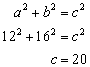 a² + b² = c²
12² + 16² = c²
c = 20